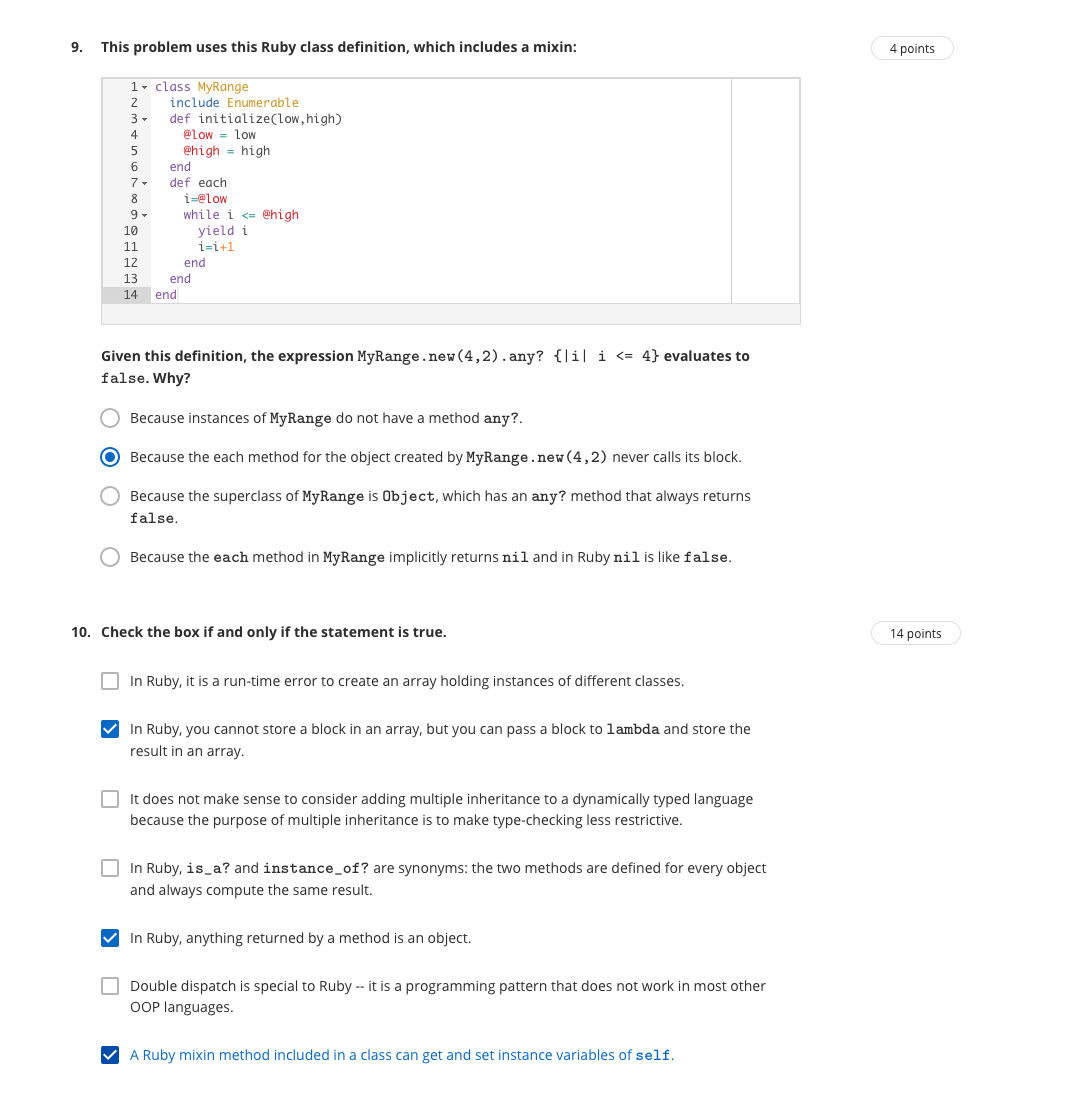 9. This problem uses this Ruby class definition, which includes a mixin:
4 points
1 class MyRange
2 include Enumerable
3 def initialize(low,high)
4 @low = low
5 @high = high
6 end
7 def each
8 i=@low
9 while i <= @high
10 yield i
11 i=i+1
12 end
13 end
14 end
Given this definition, the expression MyRange.new(4,2).any? {|i| i <= 4} evaluates to
false. Why?
Because instances of MyRange do not have a method any?.
Because the each method for the object created by MyRange.new(4,2) never calls its block.
Because the superclass of MyRange is Object, which has an any? method that always returns
false.
Because the each method in MyRange implicitly returns nil and in Ruby nil is like false.
10. Check the box if and only if the statement is true.
14 points
In Ruby, it is a run-time error to create an array holding instances of different classes.
In Ruby, you cannot store a block in an array, but you can pass a block to lambda and store the
result in an array.
It does not make sense to consider adding multiple inheritance to a dynamically typed language
because the purpose of multiple inheritance is to make type-checking less restrictive.
In Ruby, is_a? and instance_of? are synonyms: the two methods are defined for every object
and always compute the same result.
In Ruby, anything returned by a method is an object.
Double dispatch is special to Ruby -- it is a programming pattern that does not work in most other
OOP languages.
A Ruby mixin method included in a class can get and set instance variables of self.